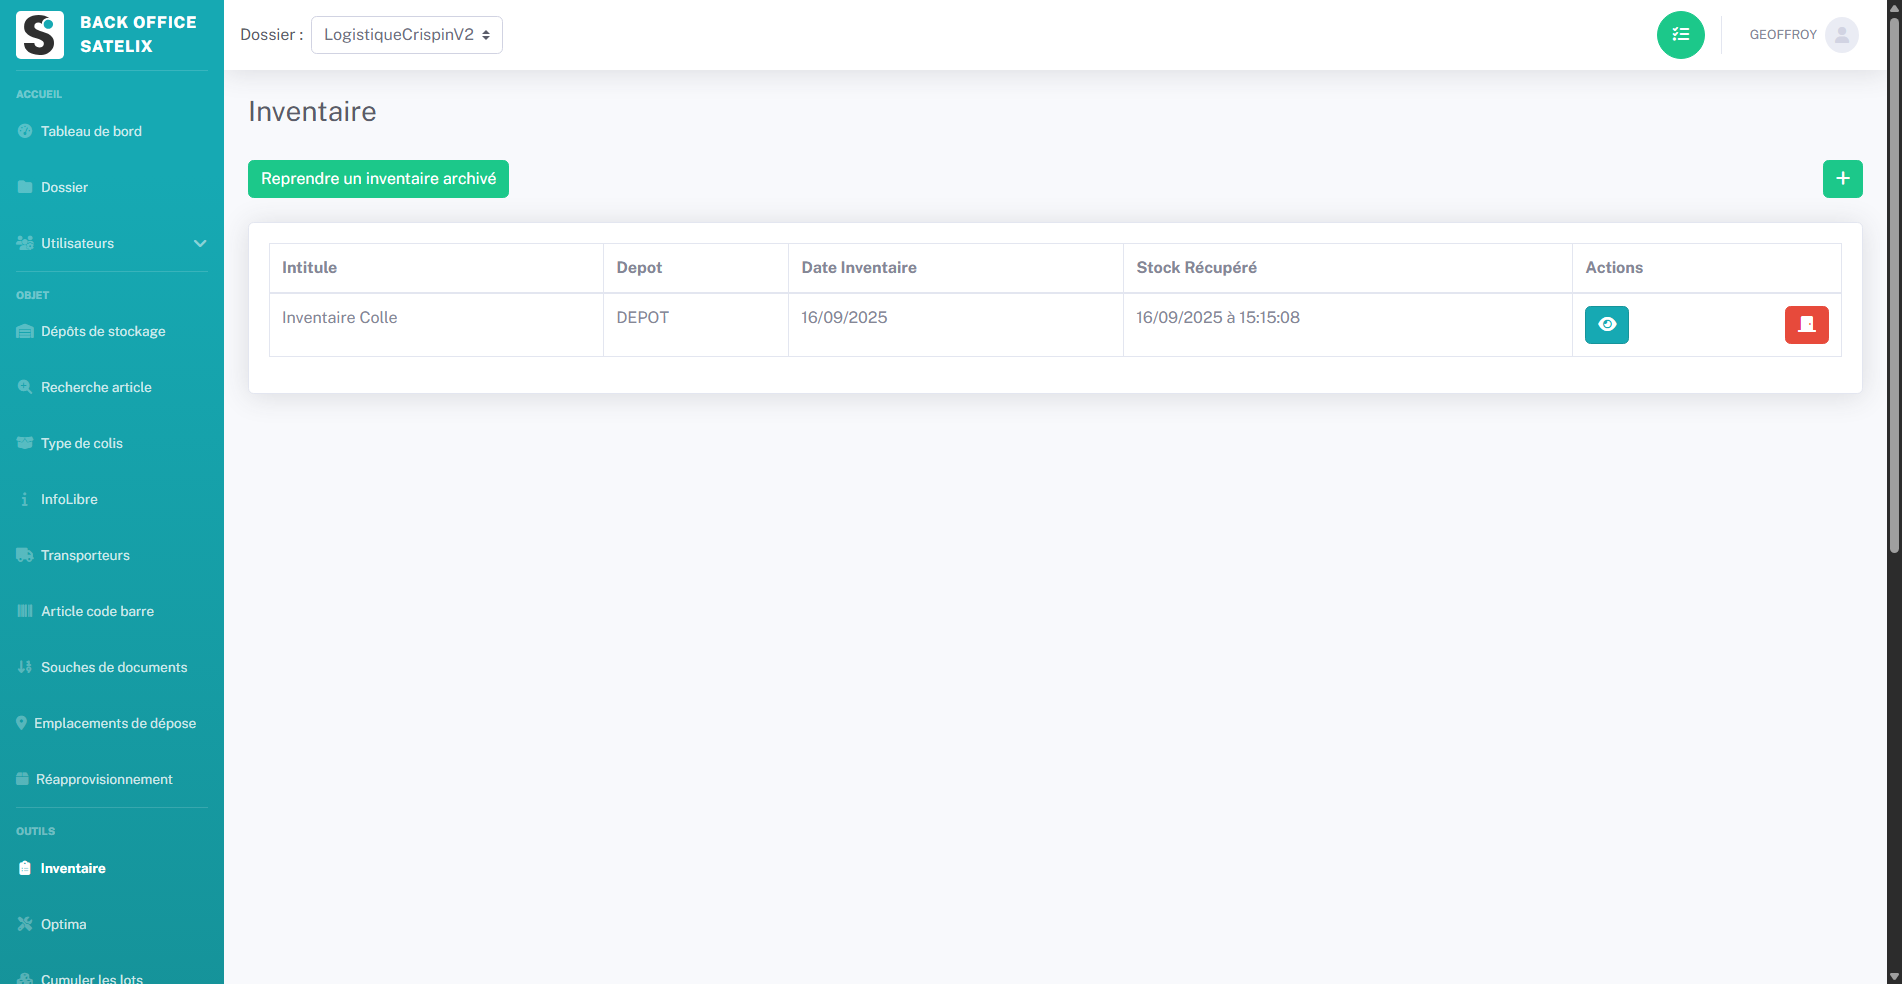 BACK OFFICE
SATELIX
Dossier :
LogistiqueCrispinV2
GEOFFROY
ACCUEIL
Tableau de bord
Dossier
Utilisateurs
OBJET
Dépôts de stockage
Recherche article
Type de colis
InfoLibre
Transporteurs
Article code barre
Souches de documents
Emplacements de dépose
Réapprovisionnement
OUTILS
Inventaire
Optima
Cumuler les lots
Inventaire
Reprendre un inventaire archivé
+
Intitule Depot Date Inventaire Stock Récupéré Actions
Inventaire Colle DEPOT 16/09/2025 16/09/2025 à 15:15:08